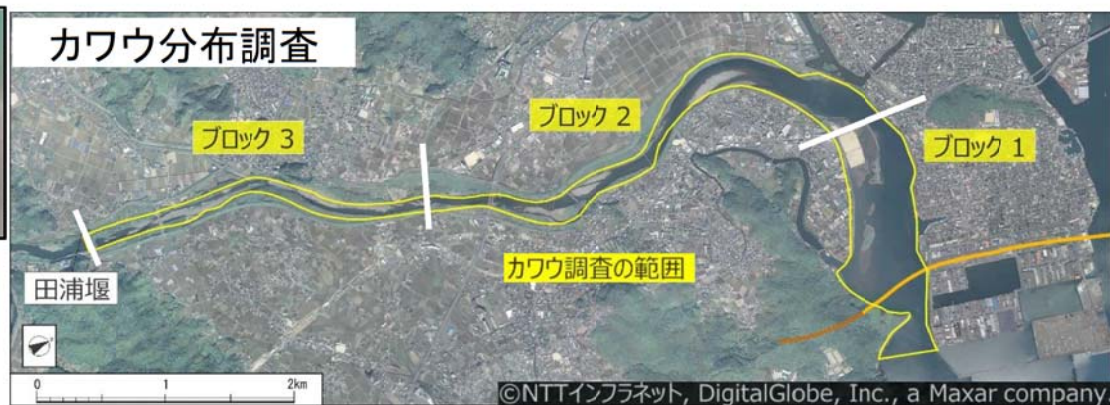 カワウ分布調査
ブロック 3
ブロック 2
ブロック 1
カワウ調査の範囲
田浦堰
0 1 2km
©NTTインフラネット, DigitalGlobe, Inc., a Maxar company.